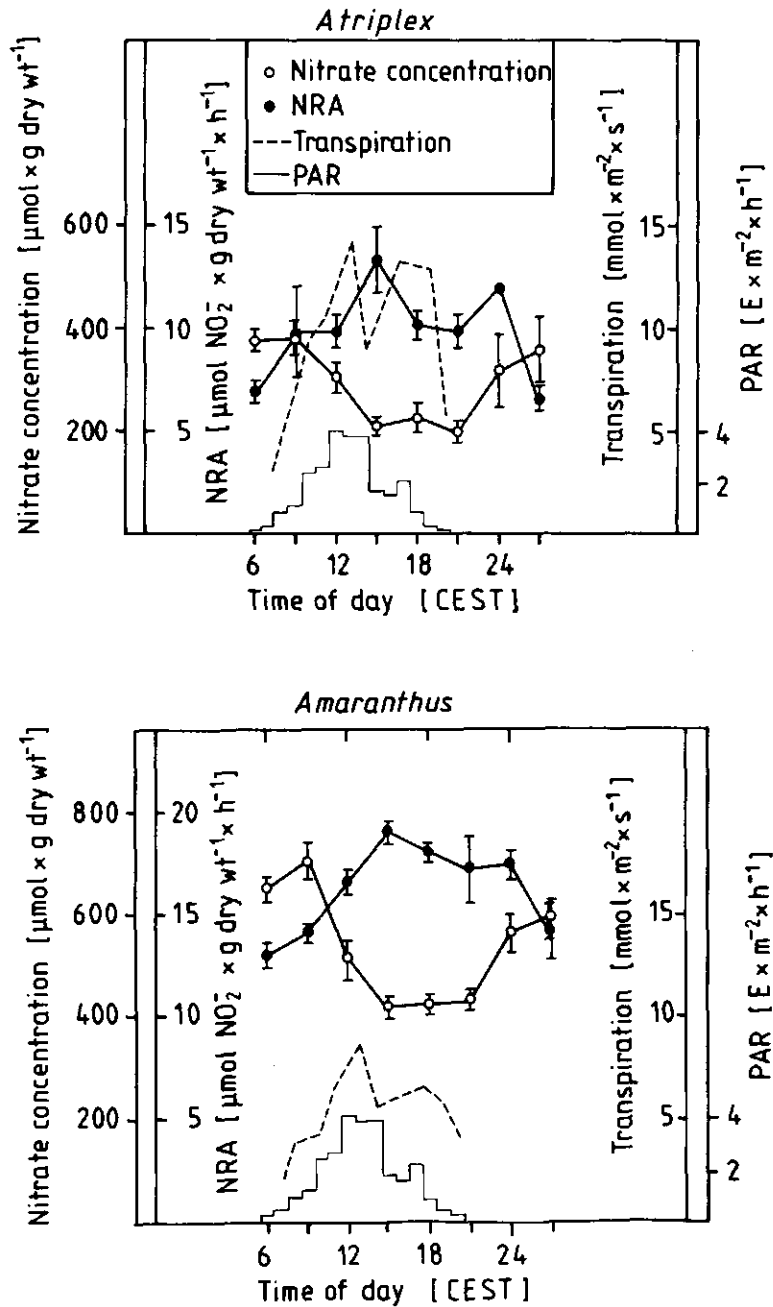 Atriplex
○ Nitrate concentration
● NRA
--- Transpiration
— PAR
Nitrate concentration [μmol × g dry wt⁻¹]
600
400
200
NRA [μmol NO₂⁻ × g dry wt⁻¹ × h⁻¹]
15
10
5
Transpiration [mmol × m⁻² × s⁻¹]
15
10
5
PAR [E × m⁻² × h⁻¹]
4
2
6 12 18 24
Time of day [CEST]
Amaranthus
Nitrate concentration [μmol × g dry wt⁻¹]
800
600
400
200
NRA [μmol NO₂⁻ × g dry wt⁻¹ × h⁻¹]
20
15
10
5
Transpiration [mmol × m⁻² × s⁻¹]
15
10
5
PAR [E × m⁻² × h⁻¹]
4
2
6 12 18 24
Time of day [CEST]